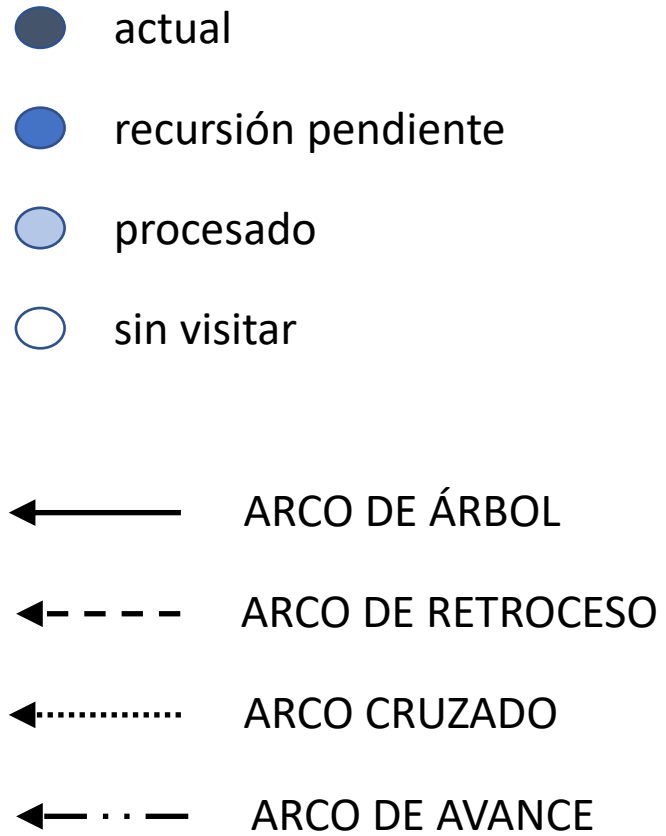 actual
recursión pendiente
procesado
sin visitar
ARCO DE ÁRBOL
ARCO DE RETROCESO
ARCO CRUZADO
ARCO DE AVANCE